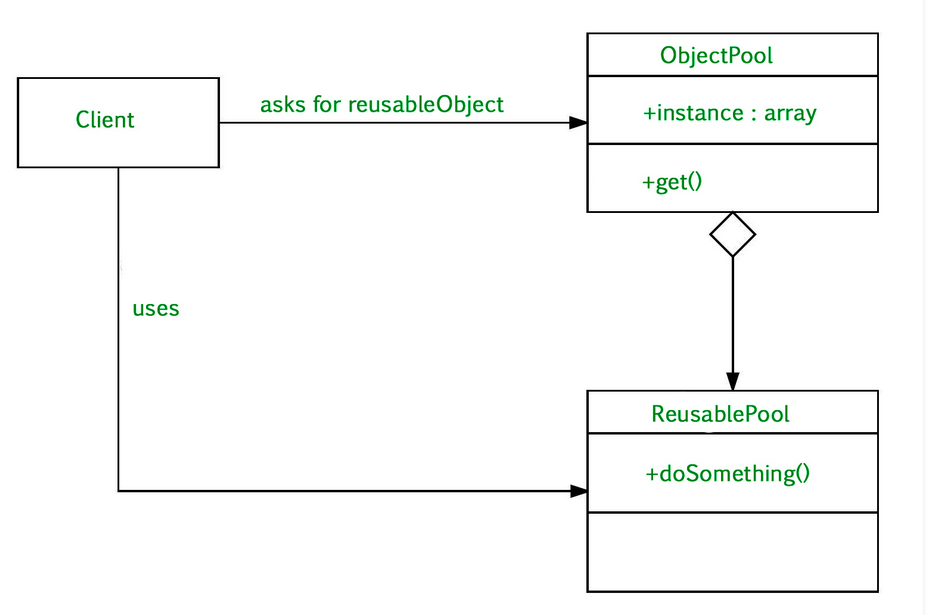 ObjectPool
Client
asks for reusableObject
+instance : array
+get()
uses
ReusablePool
+doSomething()